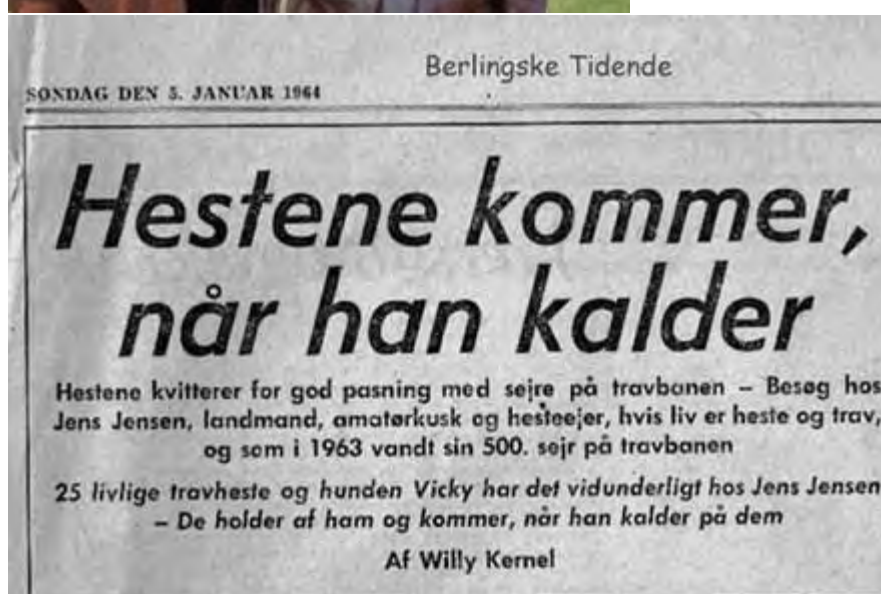 Berlingske Tidende
SØNDAG DEN 5. JANUAR 1964
Hestene kommer,
når han kalder
Hestene kvitterer for god pasning med sejre på travbanen – Besøg hos
Jens Jensen, landmand, amatørkusk og hesteejer, hvis liv er heste og trav,
og som i 1963 vandt sin 500. sejr på travbanen
25 livlige travheste og hunden Vicky har det vidunderligt hos Jens Jensen
– De holder af ham og kommer, når han kalder på dem
Af Willy Kernel